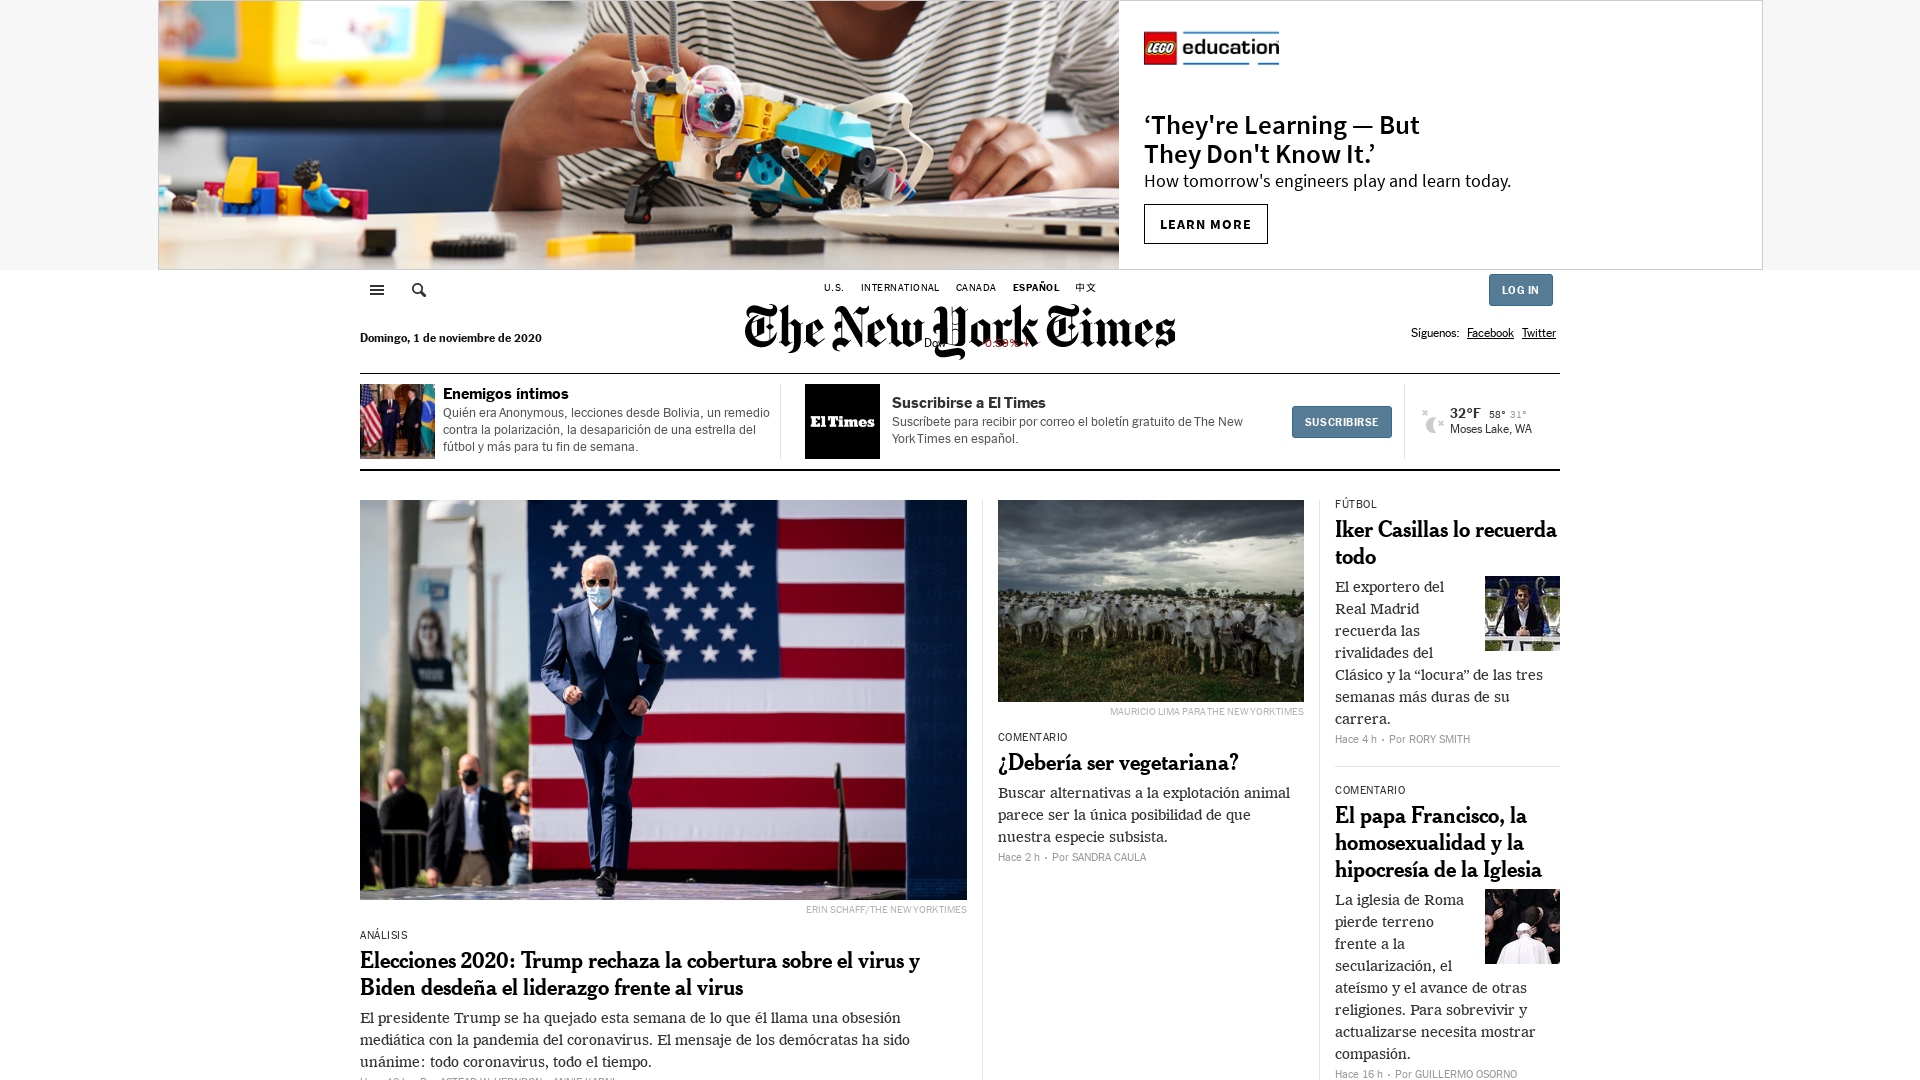 LEGO education
‘They're Learning — But
They Don't Know It.’
How tomorrow's engineers play and learn today.
LEARN MORE
U.S. INTERNATIONAL CANADA ESPAÑOL 中文
LOG IN
The New York Times
Domingo, 1 de noviembre de 2020
Síguenos: Facebook Twitter
Enemigos íntimos
Quién era Anonymous, lecciones desde Bolivia, un remedio
contra la polarización, la desaparición de una estrella del
fútbol y más para tu fin de semana.
El Times
Suscribirse a El Times
Suscríbete para recibir por correo el boletín gratuito de The New
York Times en español.
SUSCRIBIRSE
32°F 58° 31°
Moses Lake, WA
ERIN SCHAFF/THE NEW YORK TIMES
ANÁLISIS
Elecciones 2020: Trump rechaza la cobertura sobre el virus y
Biden desdeña el liderazgo frente al virus
El presidente Trump se ha quejado esta semana de lo que él llama una obsesión
mediática con la pandemia del coronavirus. El mensaje de los demócratas ha sido
unánime: todo coronavirus, todo el tiempo.
MAURICIO LIMA PARA THE NEW YORK TIMES
COMENTARIO
¿Debería ser vegetariana?
Buscar alternativas a la explotación animal
parece ser la única posibilidad de que
nuestra especie subsista.
Hace 2 h • Por SANDRA CAULA
FÚTBOL
Iker Casillas lo recuerda
todo
El exportero del
Real Madrid
recuerda las
rivalidades del
Clásico y la “locura” de las tres
semanas más duras de su
carrera.
Hace 4 h • Por RORY SMITH
COMENTARIO
El papa Francisco, la
homosexualidad y la
hipocresía de la Iglesia
La iglesia de Roma
pierde terreno
frente a la
secularización, el
ateísmo y el avance de otras
religiones. Para sobrevivir y
actualizarse necesita mostrar
compasión.
Hace 16 h • Por GUILLERMO OSORNO